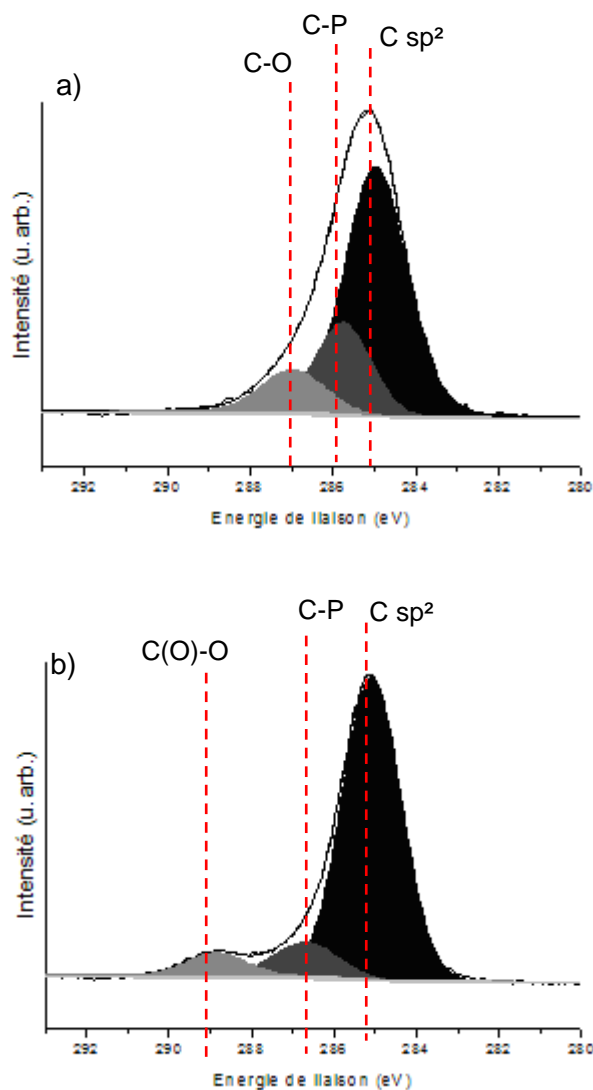 C-P
C sp²
C-O
a)
Intensité (u. arb.)
292 290 288 286 284 282 280
Energie de liaison (eV)
C-P
C sp²
C(O)-O
b)
Intensité (u. arb.)
292 290 288 286 284 282 280
Energie de liaison (eV)